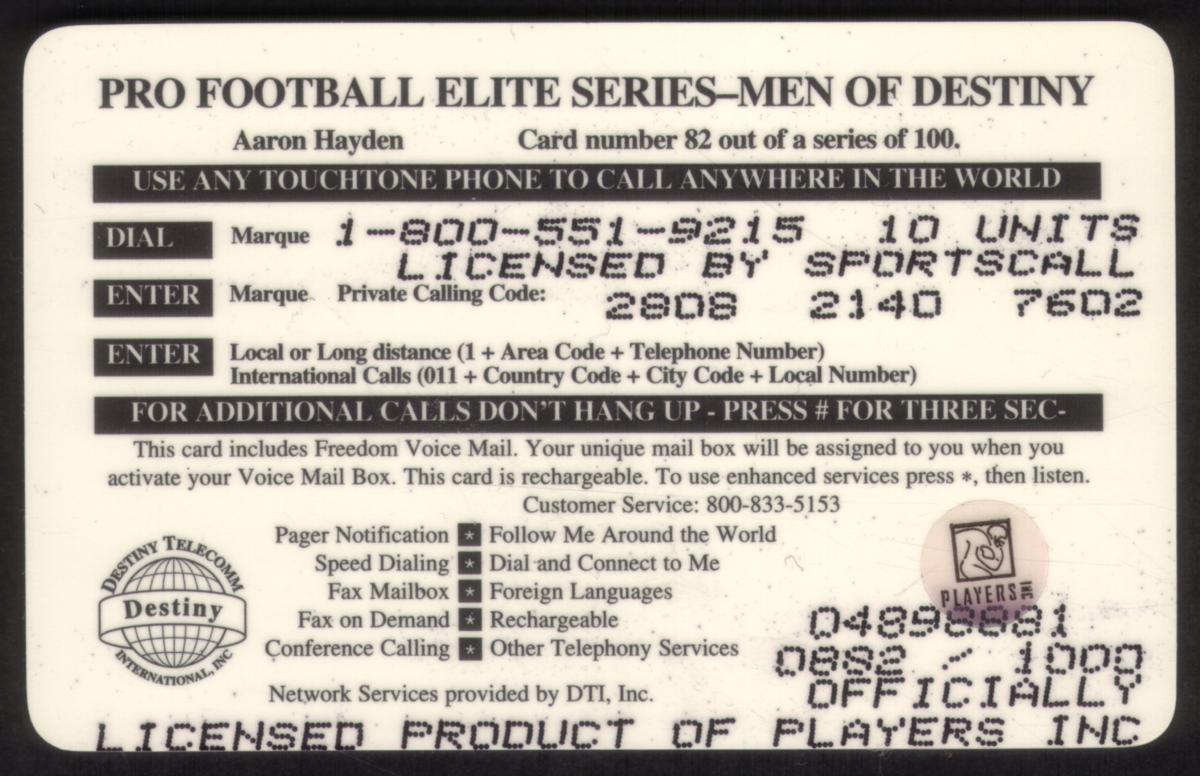 PRO FOOTBALL ELITE SERIES–MEN OF DESTINY
Aaron Hayden Card number 82 out of a series of 100.
USE ANY TOUCHTONE PHONE TO CALL ANYWHERE IN THE WORLD
DIAL Marque 1-800-551-9215 10 UNITS
LICENSED BY SPORTSCALL
ENTER Marque Private Calling Code: 2808 2140 7602
ENTER Local or Long distance (1 + Area Code + Telephone Number)
International Calls (011 + Country Code + City Code + Local Number)
FOR ADDITIONAL CALLS DON'T HANG UP - PRESS # FOR THREE SEC-
This card includes Freedom Voice Mail. Your unique mail box will be assigned to you when you
activate your Voice Mail Box. This card is rechargeable. To use enhanced services press *, then listen.
Customer Service: 800-833-5153
Pager Notification * Follow Me Around the World
Speed Dialing * Dial and Connect to Me
Fax Mailbox * Foreign Languages
Fax on Demand * Rechargeable
Conference Calling * Other Telephony Services
DESTINY TELECOMM
Destiny
INTERNATIONAL, INC
PLAYERS INC
0882 / 1000
OFFICIALLY
Network Services provided by DTI, Inc.
LICENSED PRODUCT OF PLAYERS INC